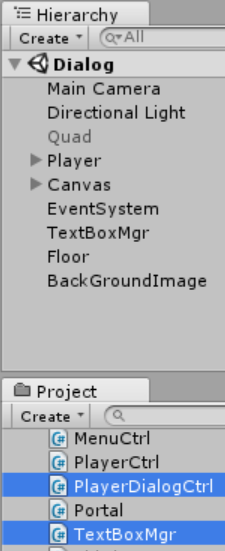 Hierarchy
Create All
Dialog
Main Camera
Directional Light
Quad
Player
Canvas
EventSystem
TextBoxMgr
Floor
BackGroundImage
Project
Create
MenuCtrl
PlayerCtrl
PlayerDialogCtrl
Portal
TextBoxMgr